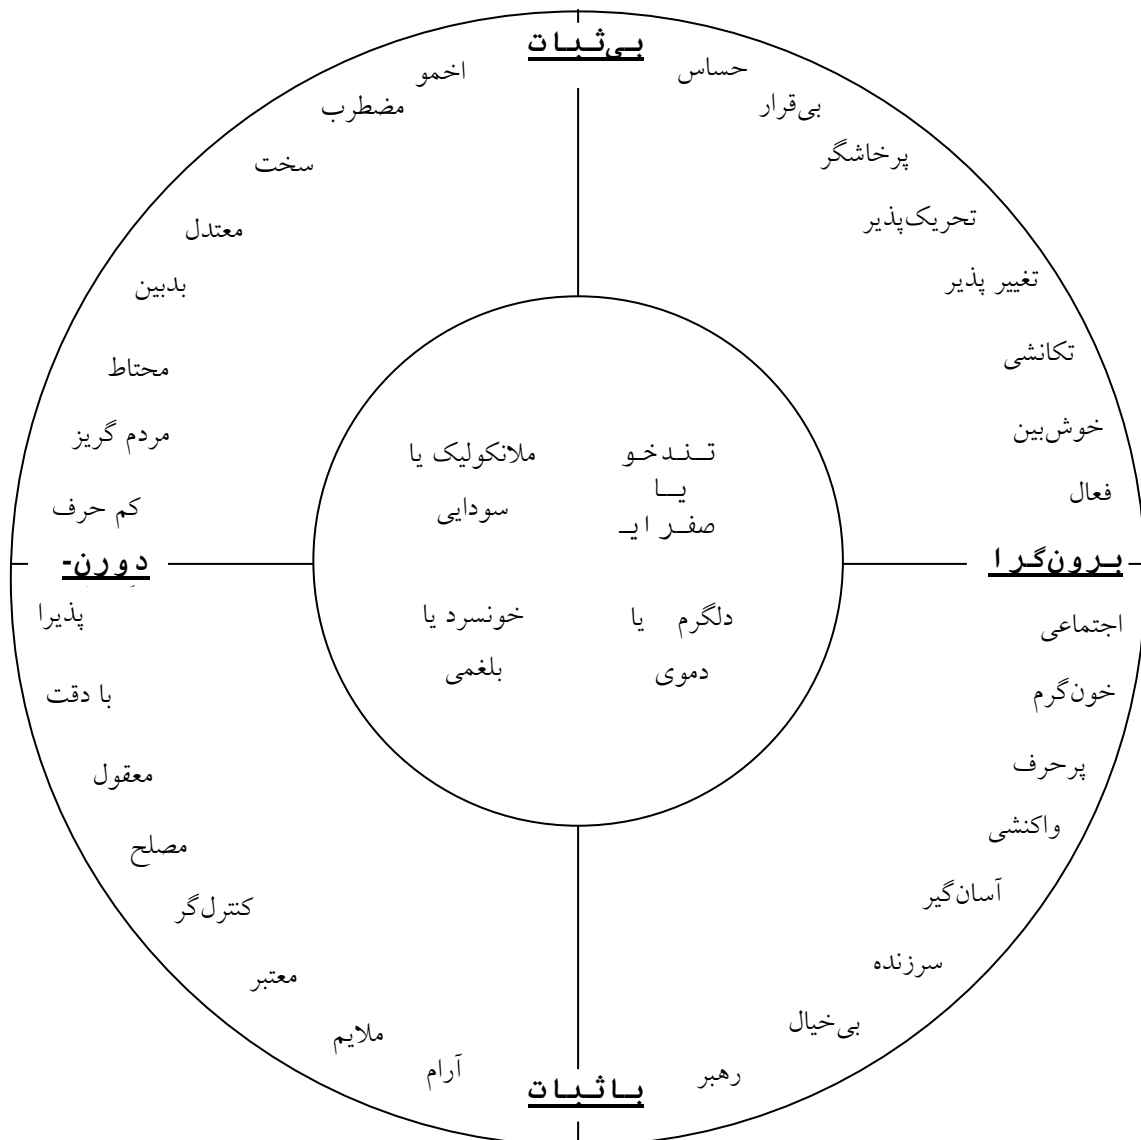 بی‌ثبات
حساس
بی‌قرار
پرخاشگر
تحریک‌پذیر
تغییر پذیر
تکانشی
خوش‌بین
فعال
برون‌گرا
اجتماعی
خون‌گرم
پرحرف
واکنشی
آسان‌گیر
سرزنده
بی‌خیال
رهبر
باثبات
اخمو
مضطرب
سخت
معتدل
بدبین
محتاط
مردم گریز
کم حرف
دورن-
پذیرا
با دقت
معقول
مصلح
کنترل‌گر
معتبر
ملایم
آرام
تندخو
یا
صفرایـ
ملانکولیک یا
سودایی
دلگرم یا
دموی
خونسرد یا
بلغمی